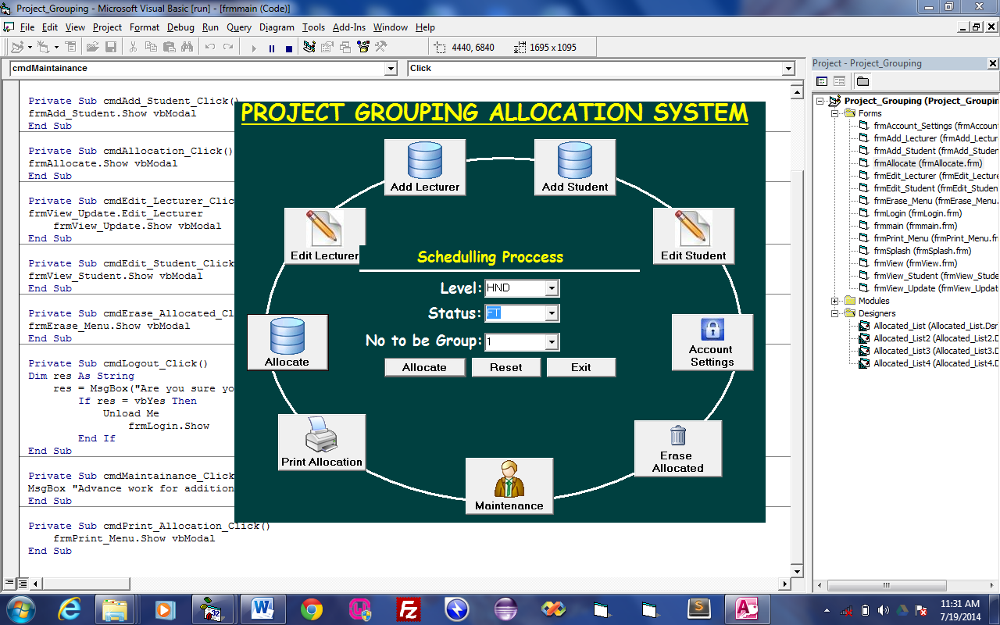 Project_Grouping - Microsoft Visual Basic [run] - [frmmain (Code)]
File Edit View Project Format Debug Run Query Diagram Tools Add-Ins Window Help
4440, 6840 1695 x 1095
cmdMaintainance Click
Private Sub cmdAdd_Student_Click()
frmAdd_Student.Show vbModal
End Sub
Private Sub cmdAllocation_Click()
frmAllocate.Show vbModal
End Sub
Private Sub cmdEdit_Lecturer_Clic
frmView_Update.Edit_Lecturer
frmView_Update.Show vbModal
End Sub
Private Sub cmdEdit_Student_Click
frmView_Student.Show vbModal
End Sub
Private Sub cmdErase_Allocated_Cl
frmErase_Menu.Show vbModal
End Sub
Private Sub cmdLogout_Click()
Dim res As String
res = MsgBox("Are you sure yo
If res = vbYes Then
Unload Me
frmLogin.Show
End If
End Sub
Private Sub cmdMaintainance_Click
MsgBox "Advance work for addition
End Sub
Private Sub cmdPrint_Allocation_Click()
frmPrint_Menu.Show vbModal
End Sub
PROJECT GROUPING ALLOCATION SYSTEM
Add Lecturer
Add Student
Edit Lecturer
Edit Student
Schedulling Proccess
Level: HND
Status: FT
No to be Group: 1
Allocate Reset Exit
Allocate
Account
Settings
Print Allocation
Erase
Allocated
Maintenance
Project - Project_Grouping
Project_Grouping (Project_Groupin
Forms
frmAccount_Settings (frmAccoun
frmAdd_Lecturer (frmAdd_Lectur
frmAdd_Student (frmAdd_Studen
frmAllocate (frmAllocate.frm)
frmEdit_Lecturer (frmEdit_Lecture
frmEdit_Student (frmEdit_Studen
frmErase_Menu (frmErase_Menu.
frmLogin (frmLogin.frm)
frmmain (frmmain.frm)
frmPrint_Menu (frmPrint_Menu.fr
frmSplash (frmSplash.frm)
frmView (frmView.frm)
frmView_Student (frmView_Stude
frmView_Update (frmView_Updat
Modules
Designers
Allocated_List (Allocated_List.Dsr
Allocated_List2 (Allocated_List2.D
Allocated_List3 (Allocated_List3.D
Allocated_List4 (Allocated_List4.D
11:31 AM
7/19/2014